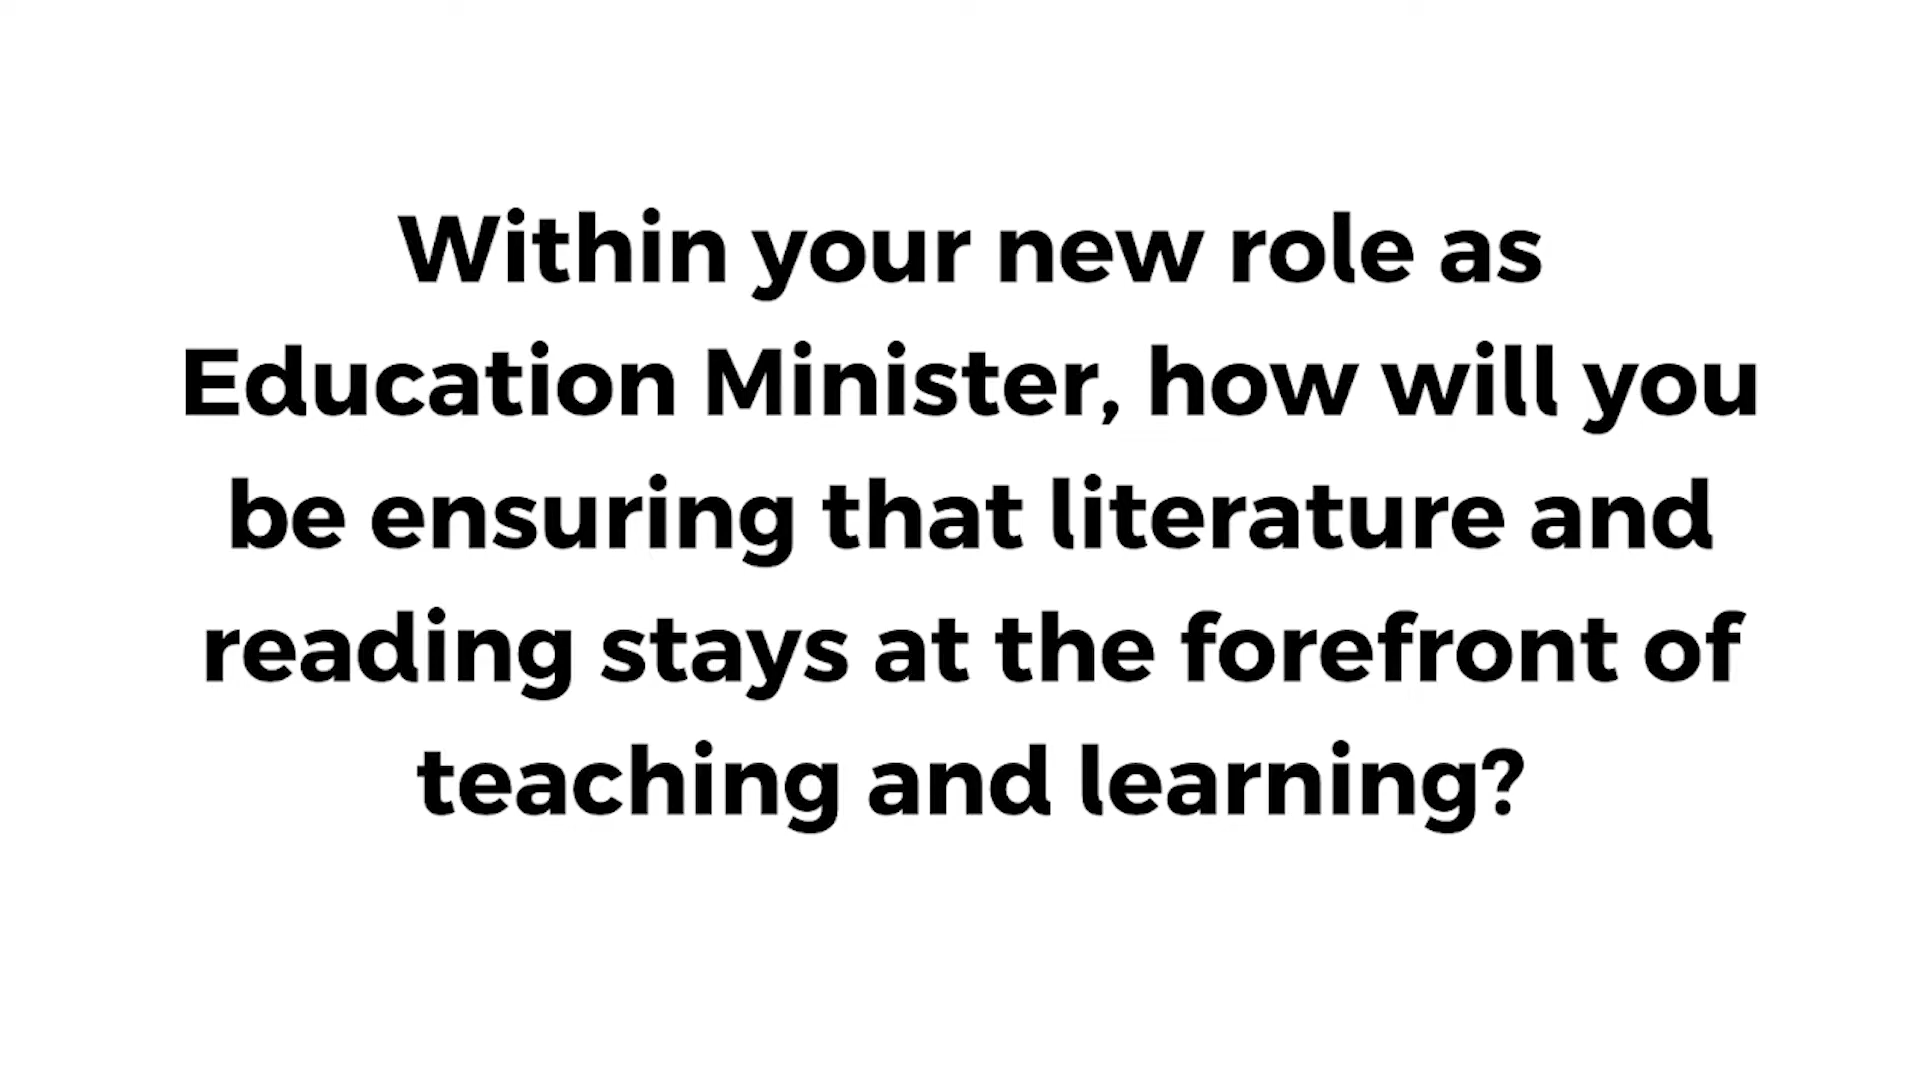 Within your new role as
Education Minister, how will you
be ensuring that literature and
reading stays at the forefront of
teaching and learning?